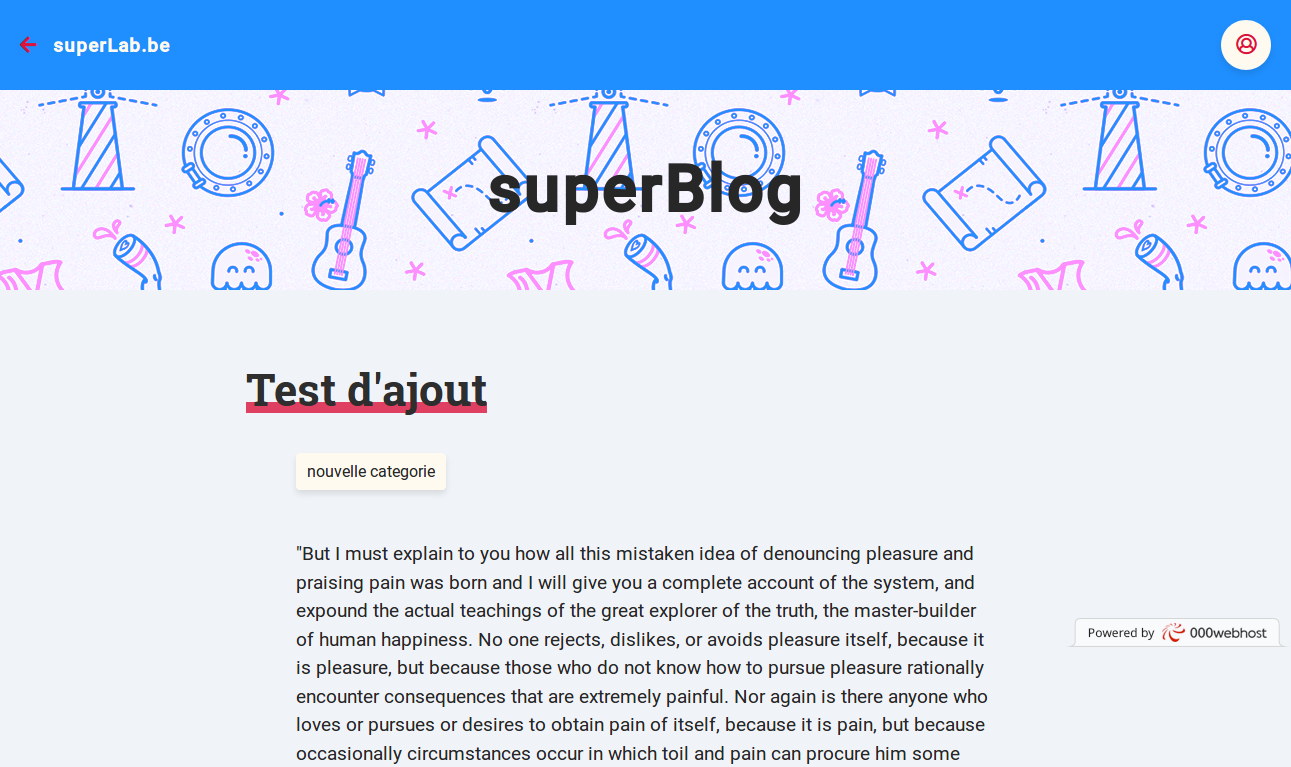 superLab.be
superBlog
Test d'ajout
nouvelle categorie
"But I must explain to you how all this mistaken idea of denouncing pleasure and
praising pain was born and I will give you a complete account of the system, and
expound the actual teachings of the great explorer of the truth, the master-builder
of human happiness. No one rejects, dislikes, or avoids pleasure itself, because it
is pleasure, but because those who do not know how to pursue pleasure rationally
encounter consequences that are extremely painful. Nor again is there anyone who
loves or pursues or desires to obtain pain of itself, because it is pain, but because
occasionally circumstances occur in which toil and pain can procure him some
Powered by 000webhost